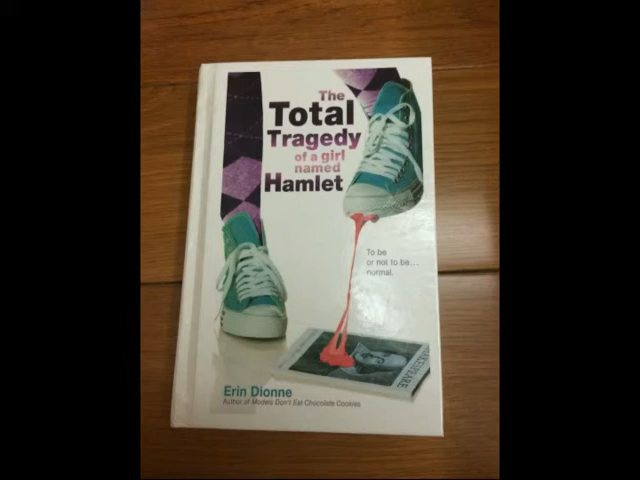 The
Total
Tragedy
of a girl
named
Hamlet
To be
or not to be...
normal.
SHAKESPEARE
Erin Dionne
Author of Models Don't Eat Chocolate Cookies